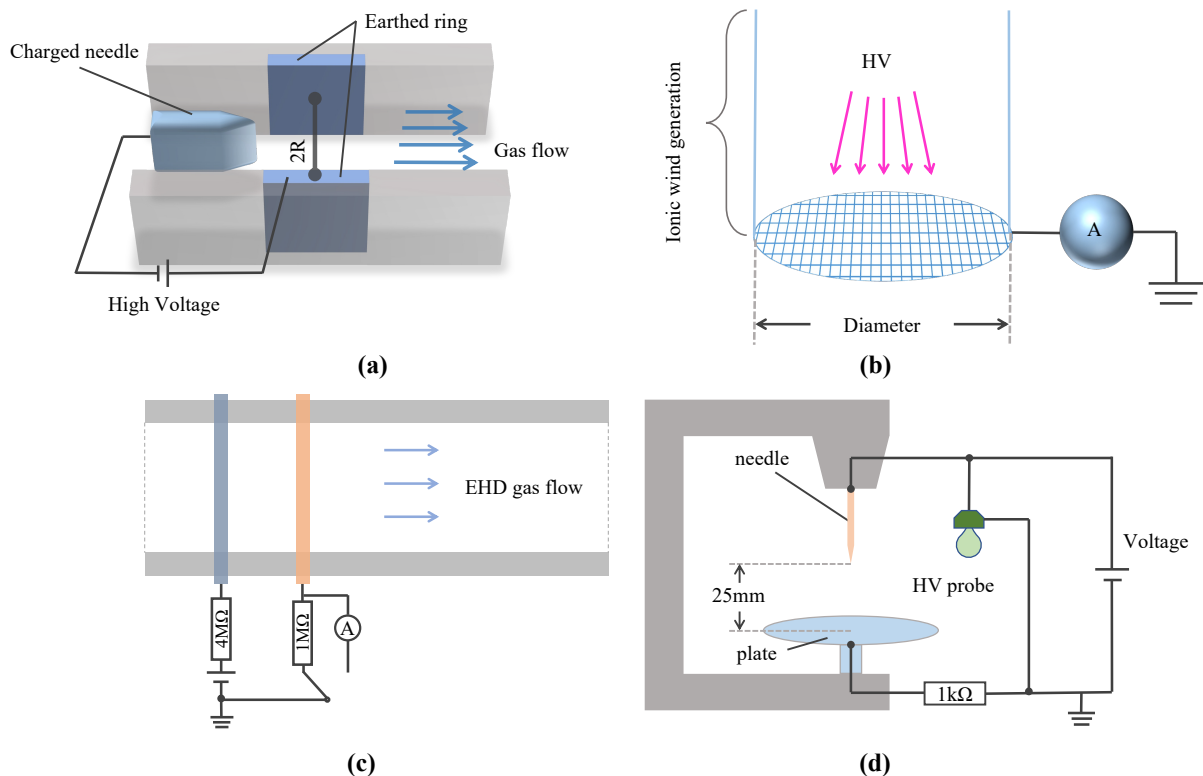 Earthed ring
Charged needle
2R
Gas flow
High Voltage
(a)
Ionic wind generation
HV
A
Diameter
(b)
EHD gas flow
4MΩ
1MΩ
A
(c)
needle
25mm
HV probe
Voltage
plate
1kΩ
(d)